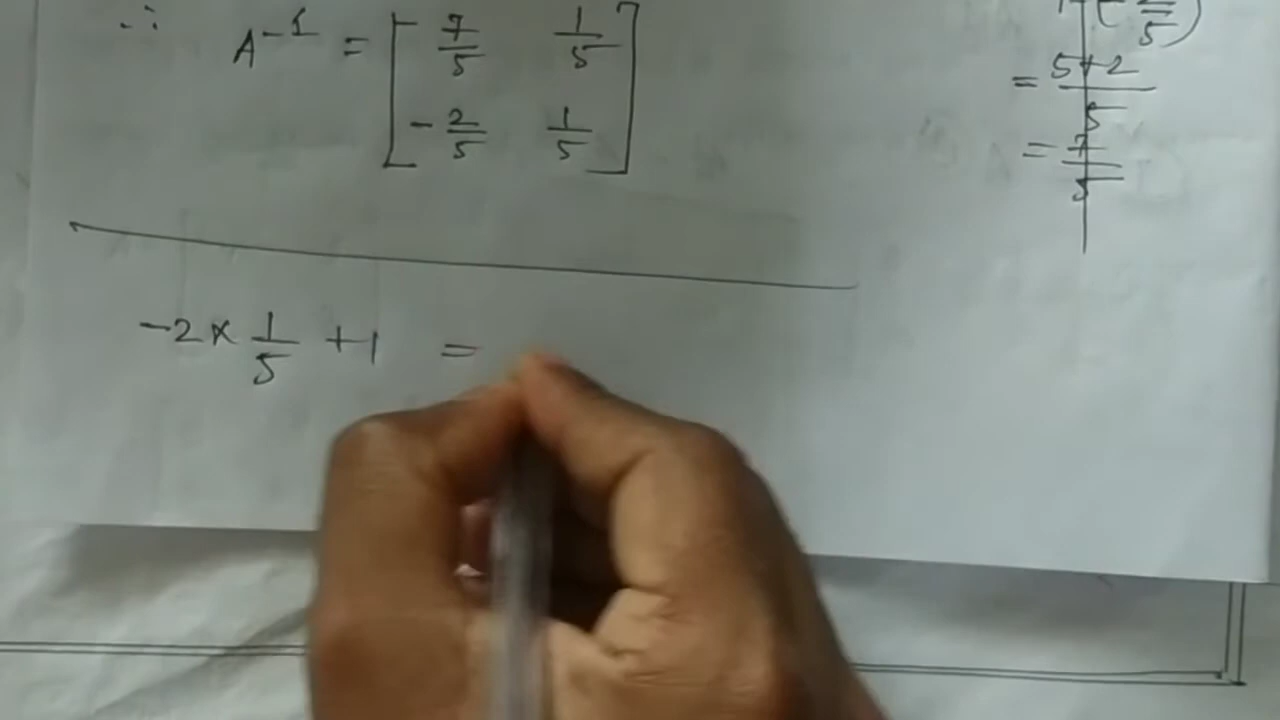 ∴ A⁻¹ = [ 7/5 1/5
-2/5 1/5 ]
-2 × 1/5 + 1 =
= 5+2/5
= 7/5